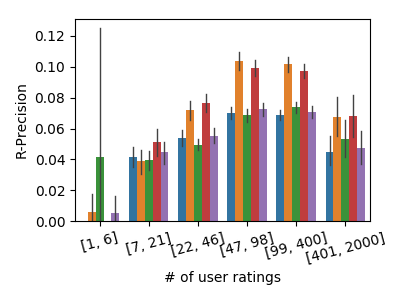 R-Precision
0.12
0.10
0.08
0.06
0.04
0.02
0.00
[1, 6] [7, 21] [22, 46] [47, 98] [99, 400] [401, 2000]
# of user ratings